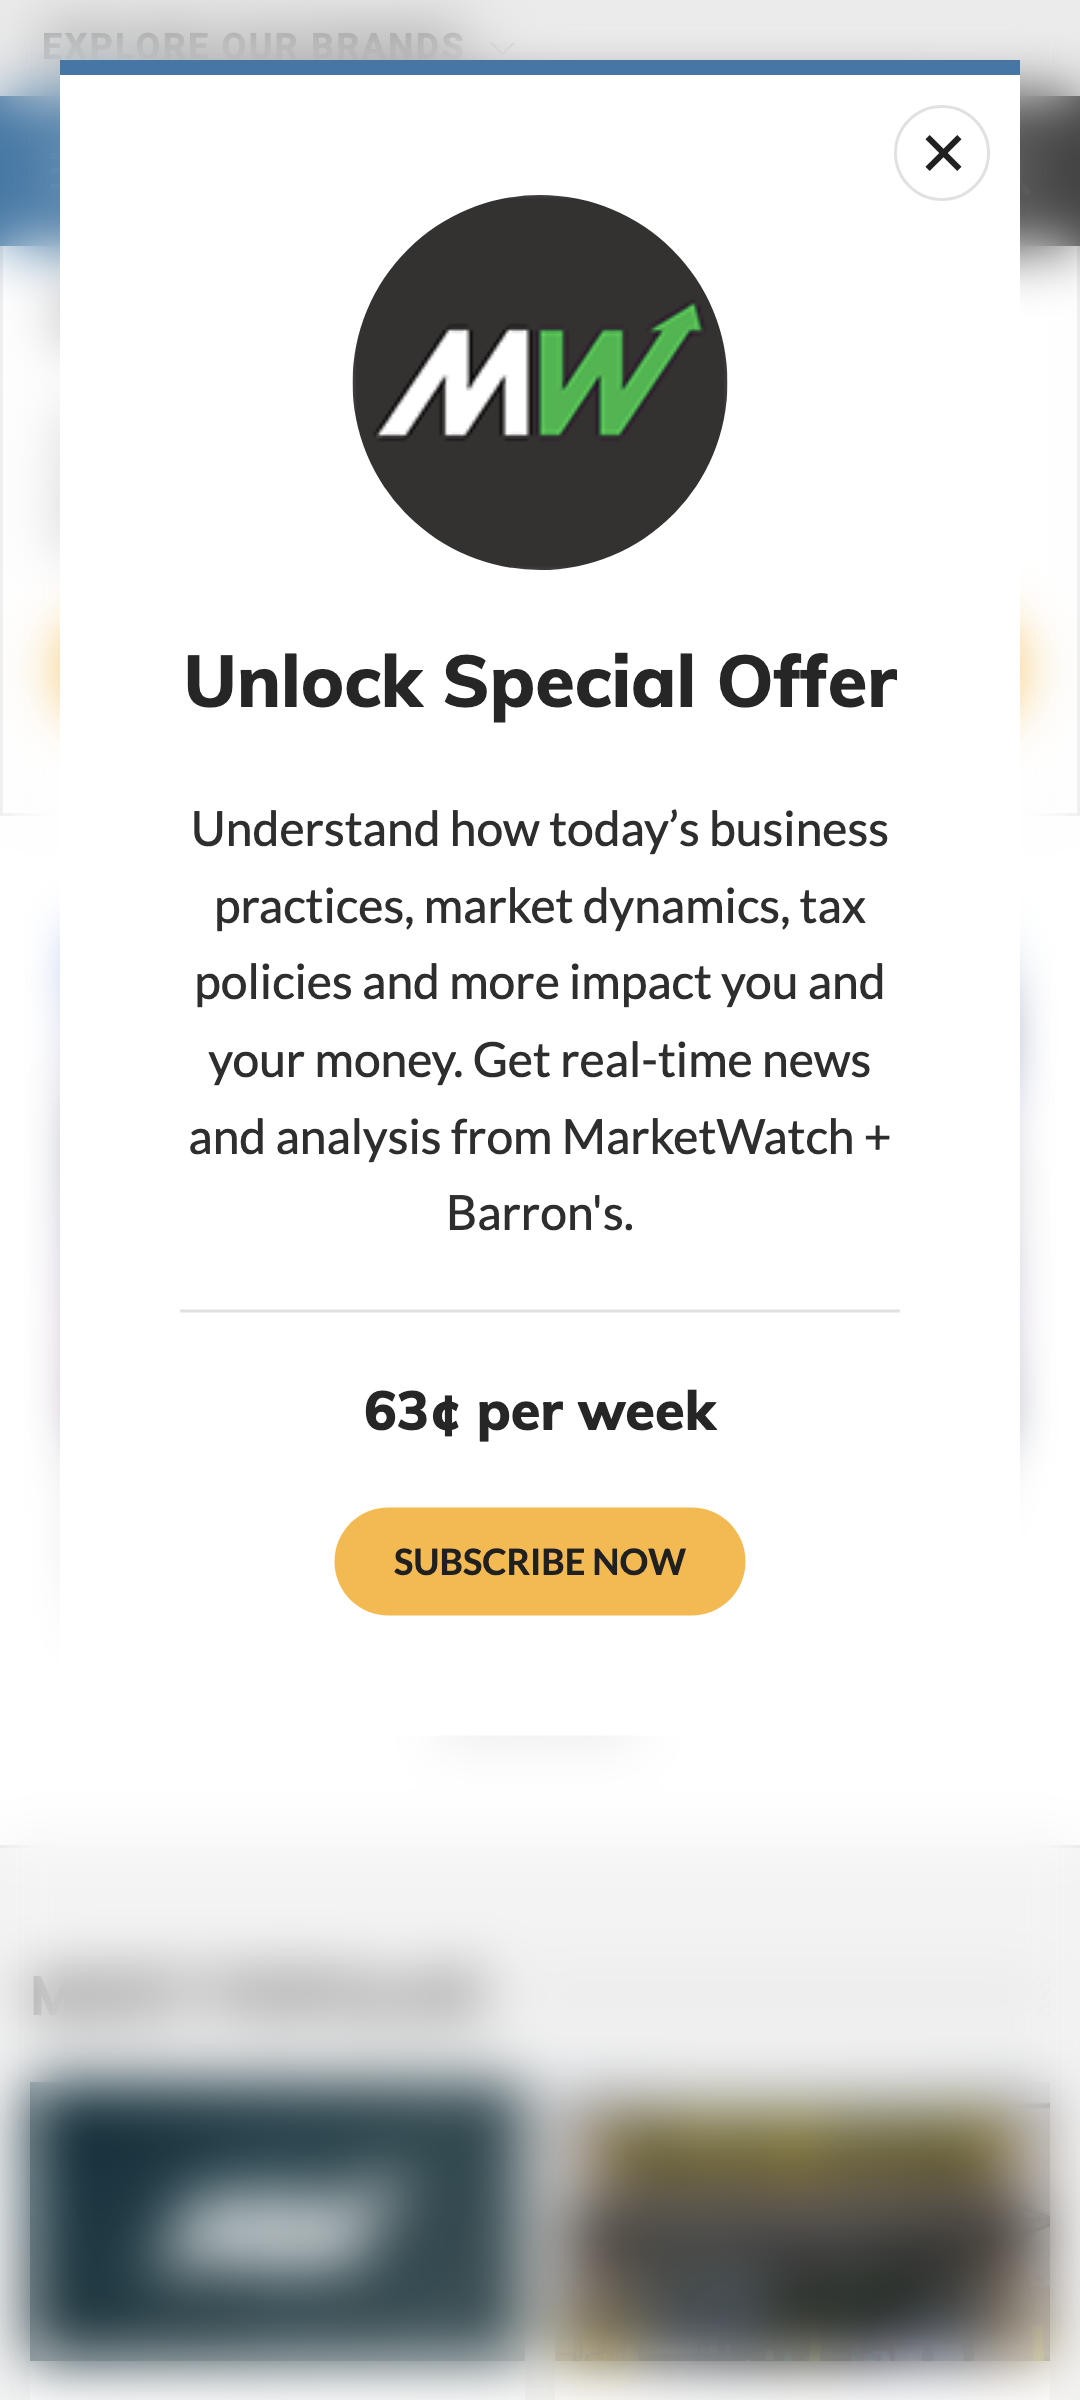 EXPLORE OUR BRANDS
MW
Unlock Special Offer
Understand how today’s business
practices, market dynamics, tax
policies and more impact you and
your money. Get real-time news
and analysis from MarketWatch +
Barron's.
63¢ per week
SUBSCRIBE NOW